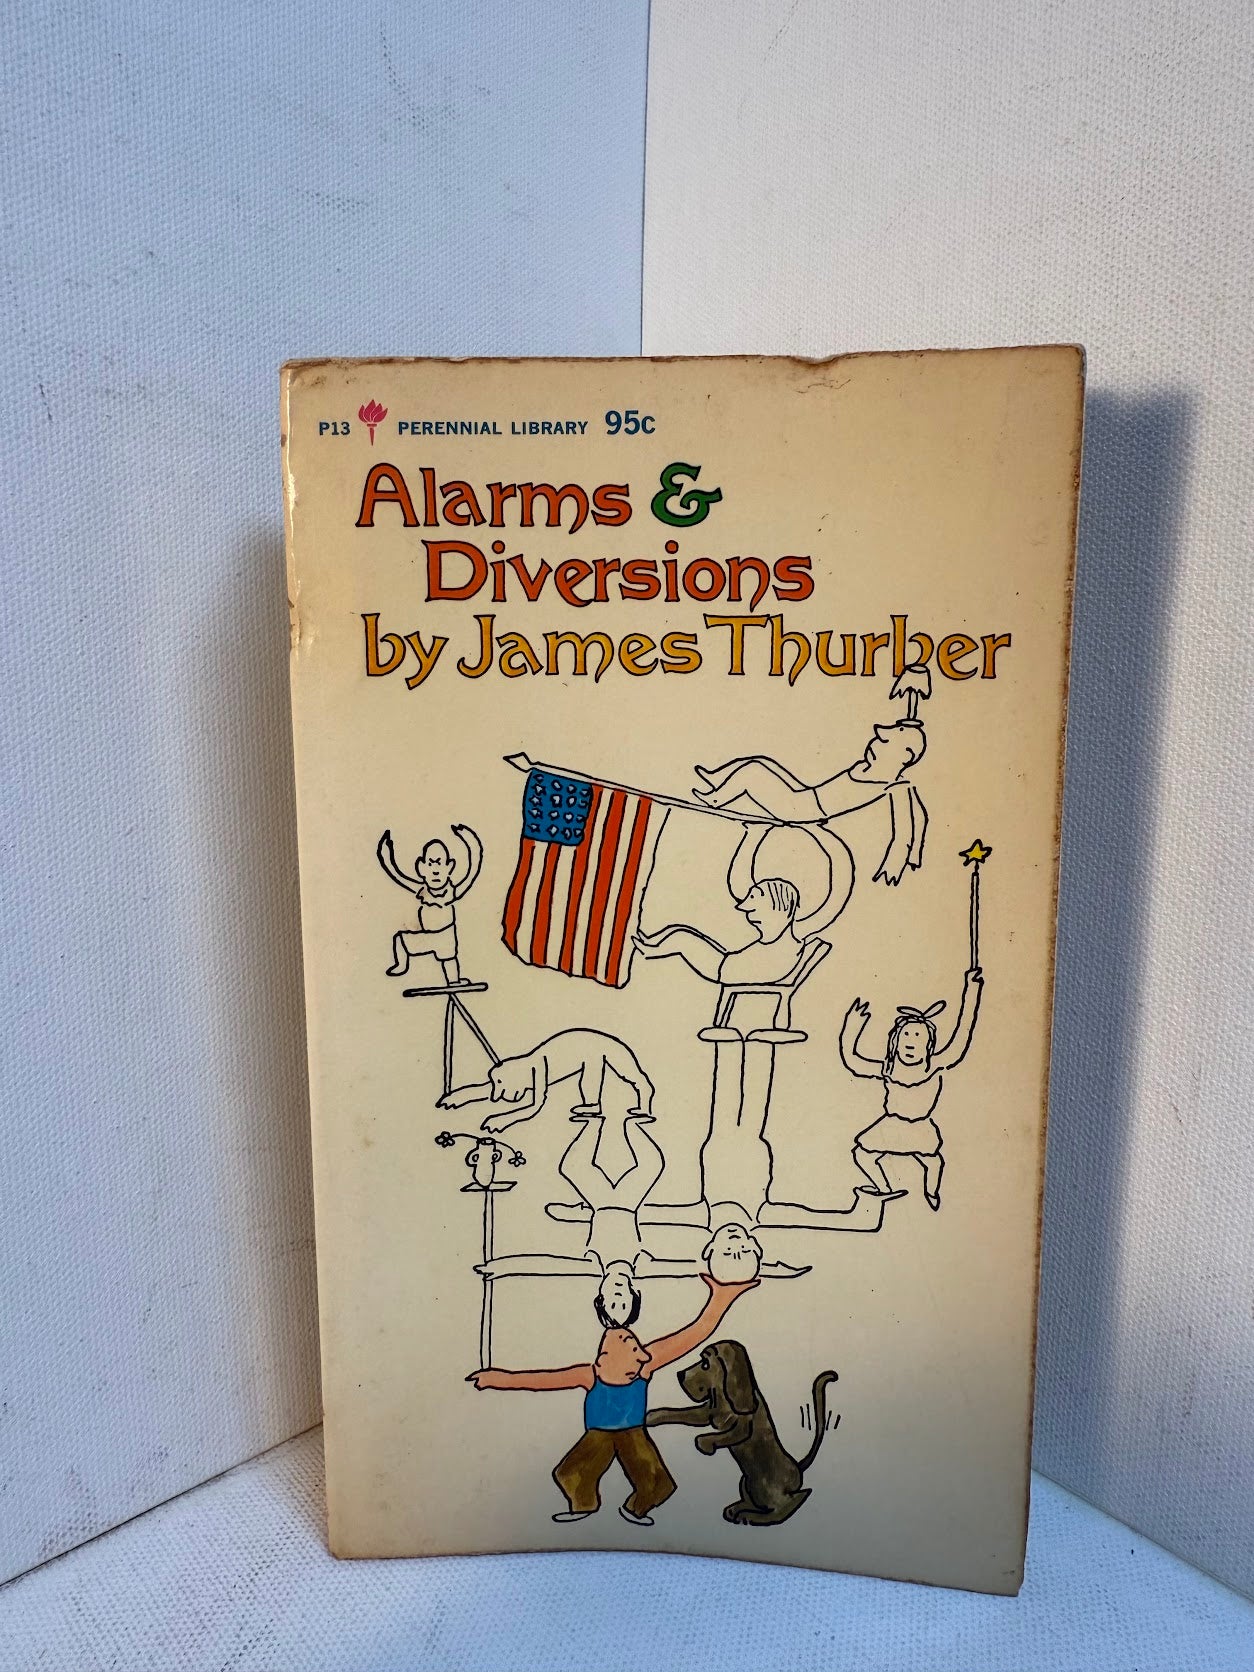 P13 PERENNIAL LIBRARY 95c
Alarms &
Diversions
by James Thurber